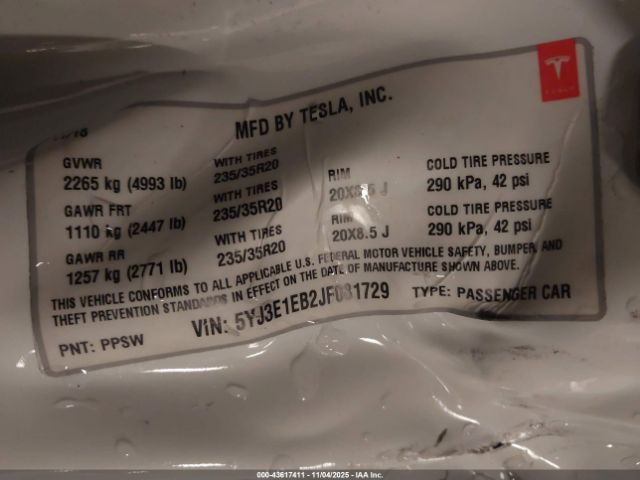 MFD BY TESLA, INC.
TESLA
GVWR
2265 kg (4993 lb)
WITH TIRES
235/35R20
RIM
20X8.5 J
COLD TIRE PRESSURE
290 kPa, 42 psi
GAWR FRT
1110 kg (2447 lb)
WITH TIRES
235/35R20
RIM
20X8.5 J
COLD TIRE PRESSURE
290 kPa, 42 psi
GAWR RR
1257 kg (2771 lb)
WITH TIRES
235/35R20
THIS VEHICLE CONFORMS TO ALL APPLICABLE U.S. FEDERAL MOTOR VEHICLE SAFETY, BUMPER AND
THEFT PREVENTION STANDARDS IN EFFECT ON THE DATE OF MANUFACTURE SHOWN ABOVE.
PNT: PPSW
VIN: 5YJ3E1EB2JF081729
TYPE: PASSENGER CAR
000-43617411 - 11/04/2025 - IAA Inc.